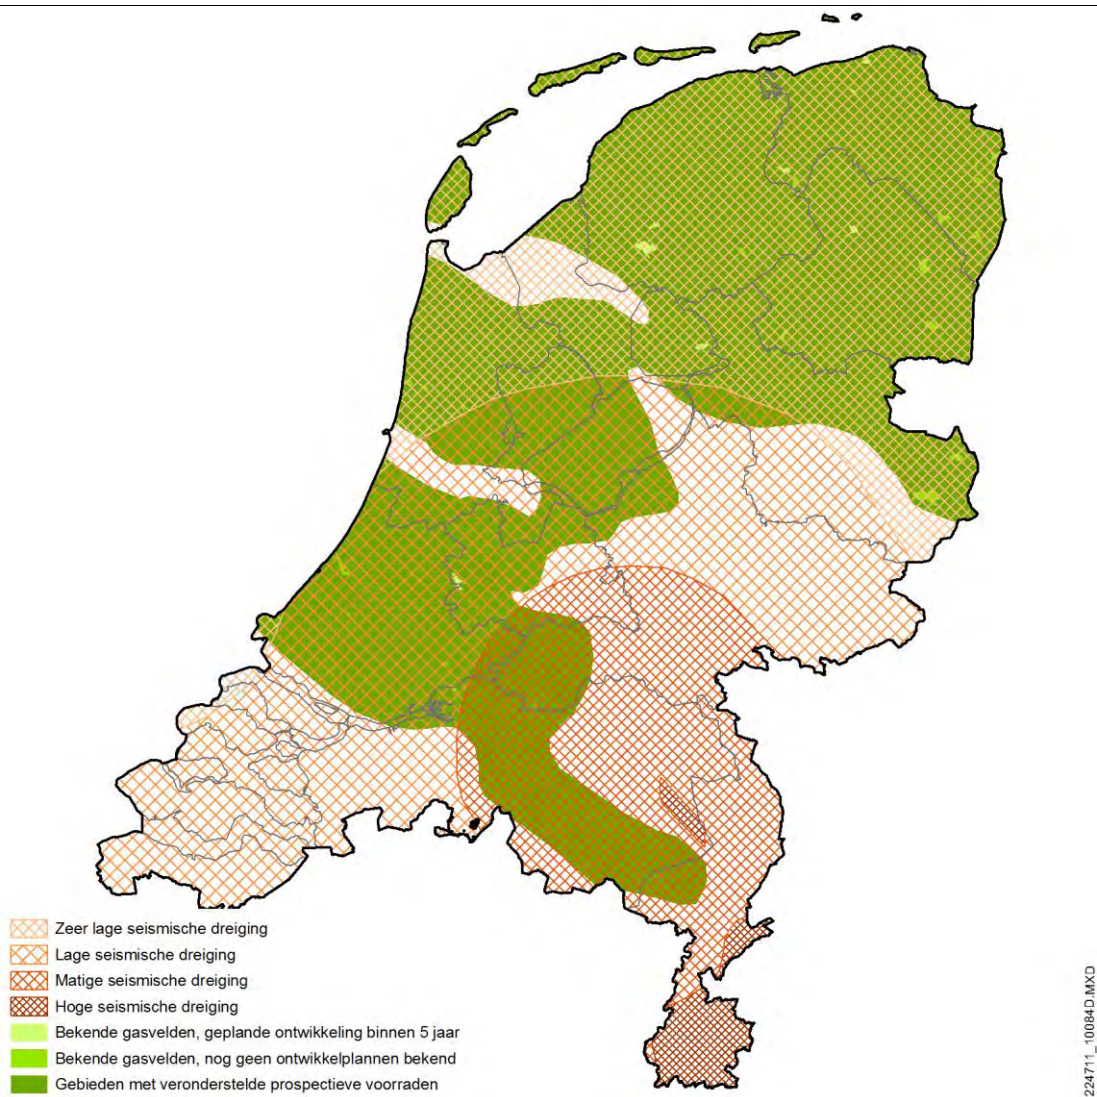 Zeer lage seismische dreiging
Lage seismische dreiging
Matige seismische dreiging
Hoge seismische dreiging
Bekende gasvelden, geplande ontwikkeling binnen 5 jaar
Bekende gasvelden, nog geen ontwikkelplannen bekend
Gebieden met veronderstelde prospectieve voorraden
224711_10084D.MXD